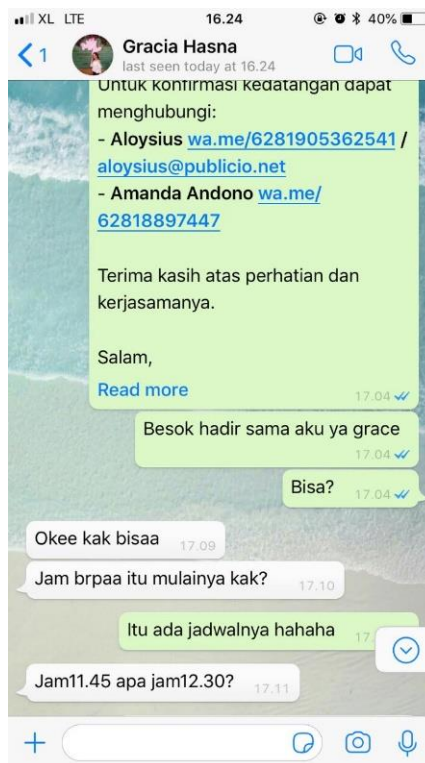 XL LTE 16.24 40%
1 Gracia Hasna
last seen today at 16.24
Untuk konfirmasi kedatangan dapat
menghubungi:
- Aloysius wa.me/6281905362541 /
aloysius@publicio.net
- Amanda Andono wa.me/
62818897447
Terima kasih atas perhatian dan
kerjasamanya.
Salam,
Read more 17.04
Besok hadir sama aku ya grace
17.04
Bisa? 17.04
Okee kak bisaa 17.09
Jam brpaa itu mulainya kak? 17.10
Itu ada jadwalnya hahaha
Jam11.45 apa jam12.30? 17.11